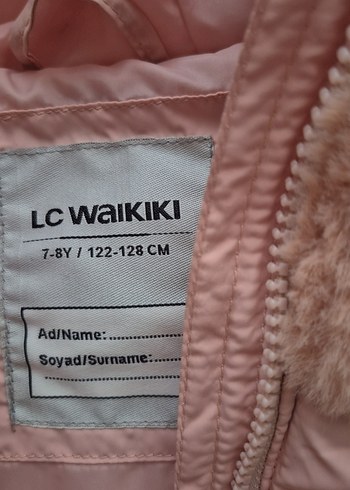 LC WAIKIKI
7-8Y / 122-128 CM
Ad/Name:..................
Soyad/Surname:......
..............................